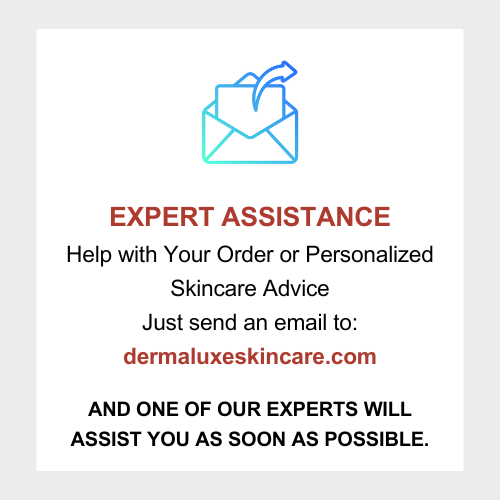 EXPERT ASSISTANCE
Help with Your Order or Personalized
Skincare Advice
Just send an email to:
dermaluxeskincare.com
AND ONE OF OUR EXPERTS WILL
ASSIST YOU AS SOON AS POSSIBLE.